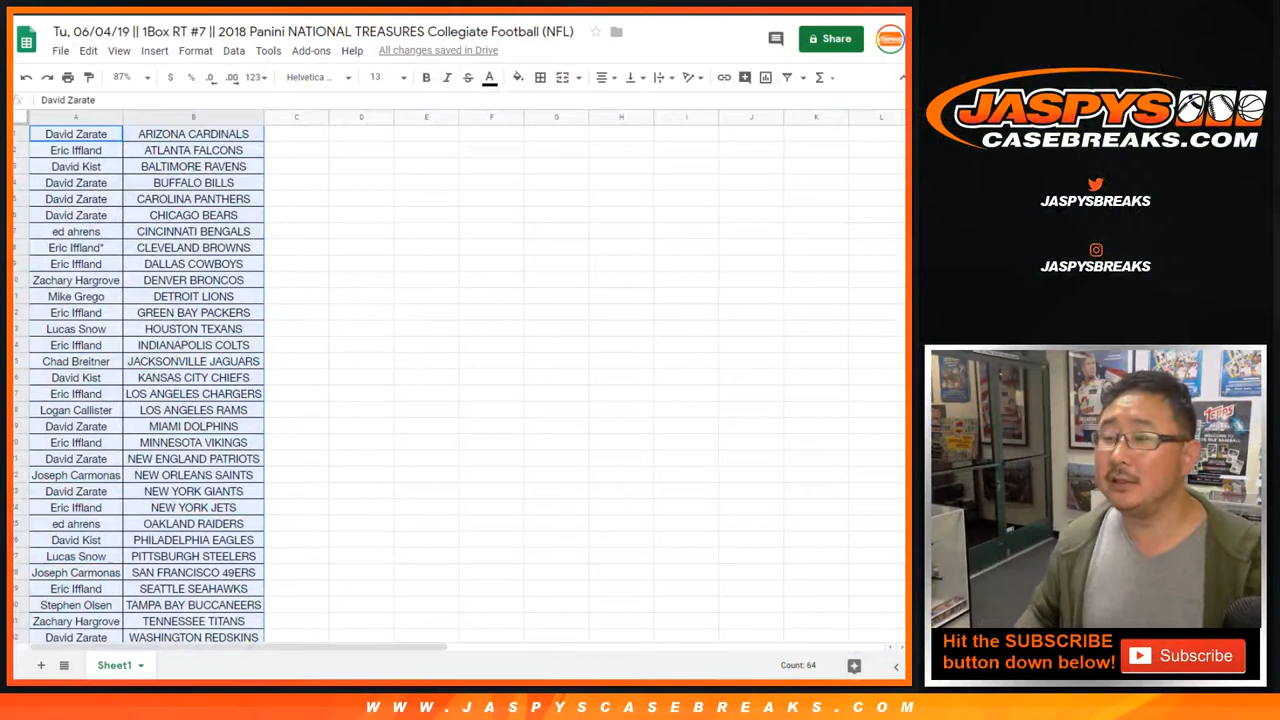 Tu, 06/04/19 || 1Box RT #7 || 2018 Panini NATIONAL TREASURES Collegiate Football (NFL)
File Edit View Insert Format Data Tools Add-ons Help All changes saved in Drive
Share
87% $ % .0 .00 123 Helvetica ... 13 B I S A
fx David Zarate
A B C D E F G H I J K L
David Zarate ARIZONA CARDINALS
Eric Iffland ATLANTA FALCONS
David Kist BALTIMORE RAVENS
David Zarate BUFFALO BILLS
David Zarate CAROLINA PANTHERS
David Zarate CHICAGO BEARS
ed ahrens CINCINNATI BENGALS
Eric Iffland* CLEVELAND BROWNS
Eric Iffland DALLAS COWBOYS
Zachary Hargrove DENVER BRONCOS
Mike Grego DETROIT LIONS
Eric Iffland GREEN BAY PACKERS
Lucas Snow HOUSTON TEXANS
Eric Iffland INDIANAPOLIS COLTS
Chad Breitner JACKSONVILLE JAGUARS
David Kist KANSAS CITY CHIEFS
Eric Iffland LOS ANGELES CHARGERS
Logan Callister LOS ANGELES RAMS
David Zarate MIAMI DOLPHINS
Eric Iffland MINNESOTA VIKINGS
David Zarate NEW ENGLAND PATRIOTS
Joseph Carmonas NEW ORLEANS SAINTS
David Zarate NEW YORK GIANTS
Eric Iffland NEW YORK JETS
ed ahrens OAKLAND RAIDERS
David Kist PHILADELPHIA EAGLES
Lucas Snow PITTSBURGH STEELERS
Joseph Carmonas SAN FRANCISCO 49ERS
Eric Iffland SEATTLE SEAHAWKS
Stephen Olsen TAMPA BAY BUCCANEERS
Zachary Hargrove TENNESSEE TITANS
David Zarate WASHINGTON REDSKINS
Sheet1
Count: 64
JASPYS
CASEBREAKS.COM
JASPYSBREAKS
JASPYSBREAKS
TOPPS
WELCOME
Hit the SUBSCRIBE
button down below!
Subscribe
WWW.JASPYSCASEBREAKS.COM